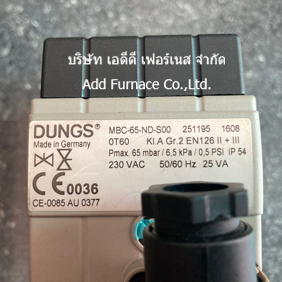 บริษัท เอดีดี เฟอร์เนส จำกัด
Add Furnace Co.,Ltd.
DUNGS® MBC-65-ND-S00 251195 1608
Made in Germany 0T60 Kl.A Gr.2 EN126 II + III
Pmax. 65 mbar / 6,5 kPa / 0,5 PSI IP 54
230 VAC 50/60 Hz 25 VA
CE 0036
CE-0085 AU 0377